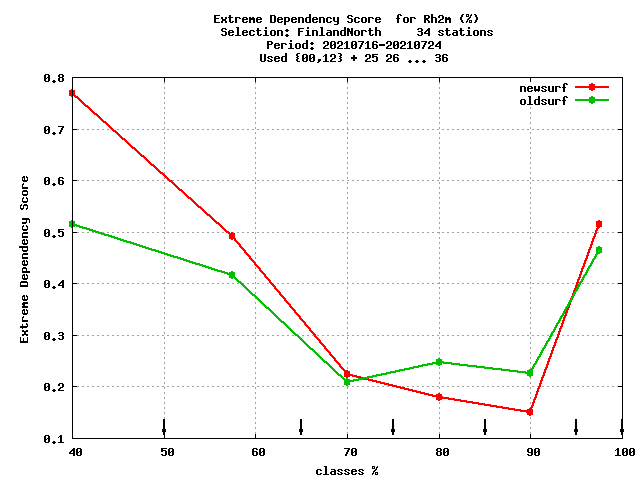 Extreme Dependency Score  for Rh2m (%)
Selection: FinlandNorth     34 stations
Period: 20210716-20210724
Used {00,12} + 25 26 ... 36
newsurf
oldsurf
0.8
0.7
0.6
0.5
0.4
0.3
0.2
0.1
Extreme Dependency Score
40 50 60 70 80 90 100
classes %